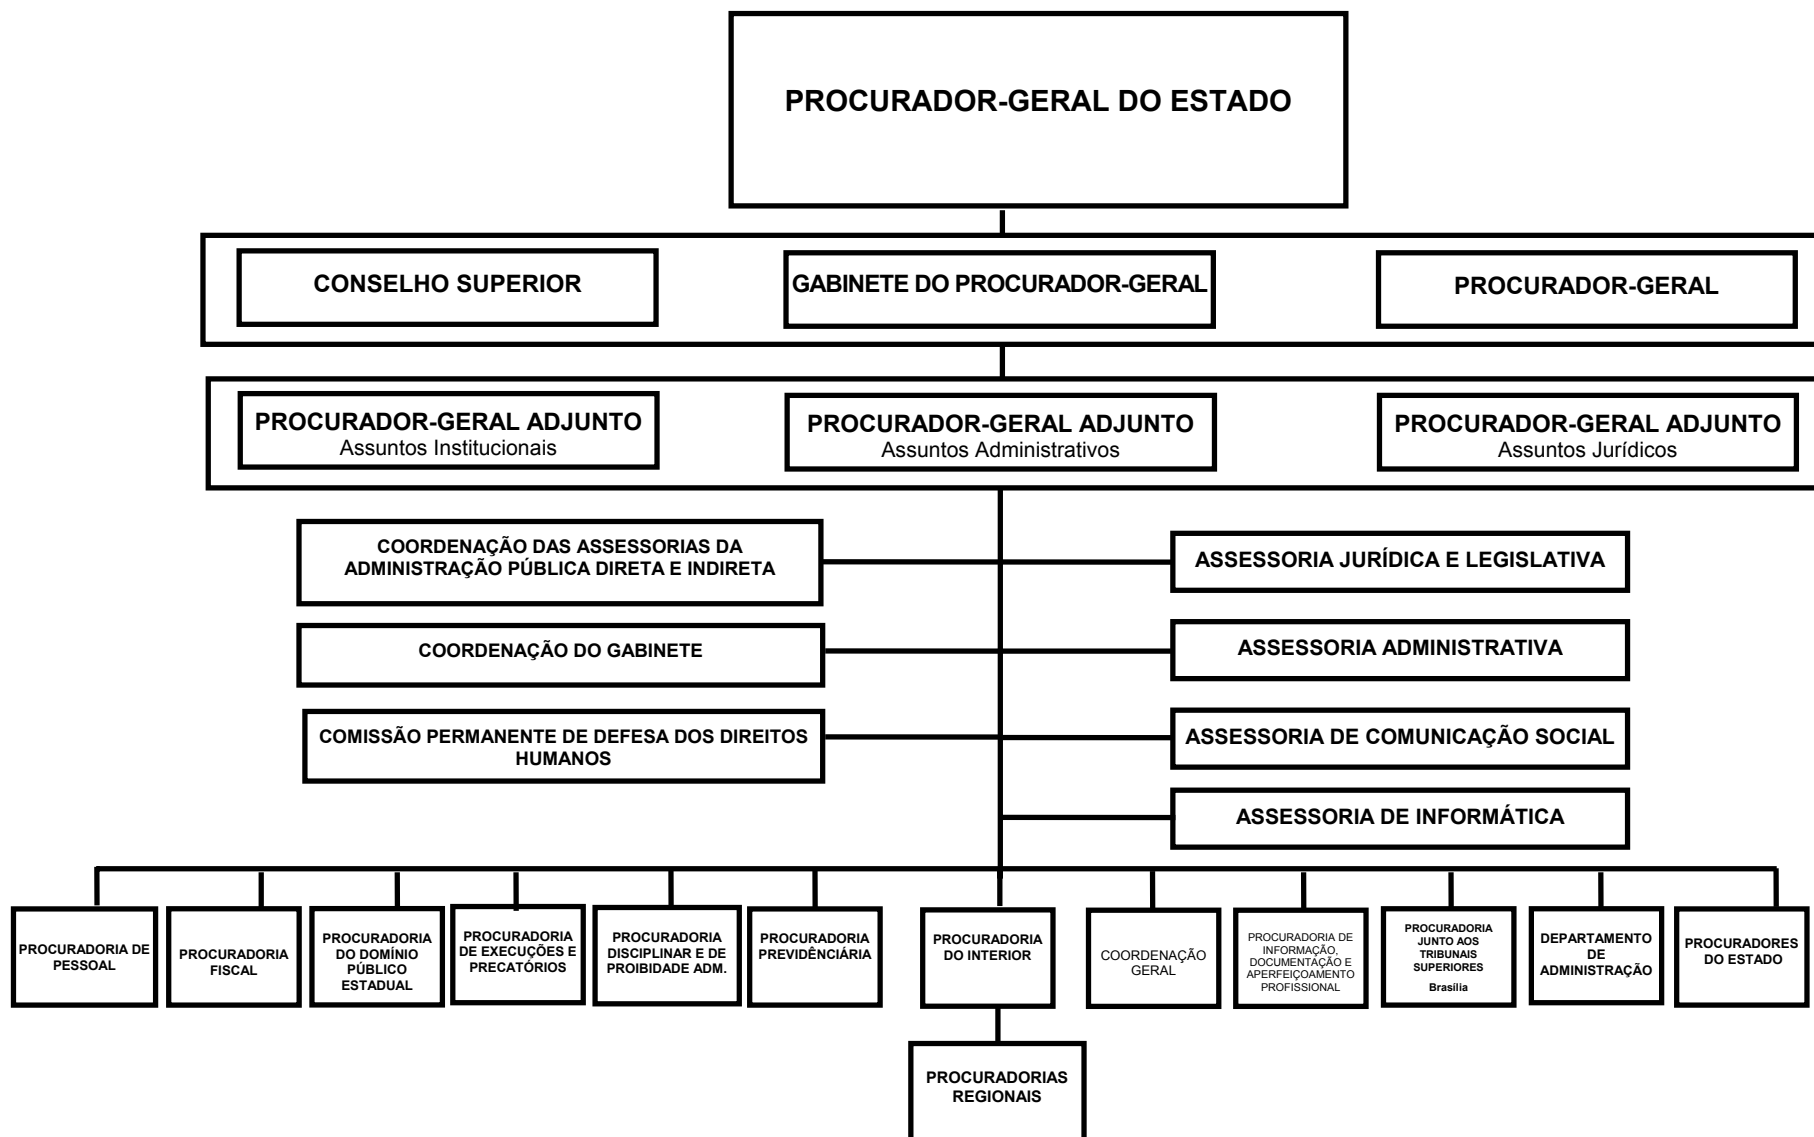 PROCURADOR-GERAL DO ESTADO
CONSELHO SUPERIOR
GABINETE DO PROCURADOR-GERAL
PROCURADOR-GERAL
PROCURADOR-GERAL ADJUNTO
Assuntos Institucionais
PROCURADOR-GERAL ADJUNTO
Assuntos Administrativos
PROCURADOR-GERAL ADJUNTO
Assuntos Jurídicos
COORDENAÇÃO DAS ASSESSORIAS DA
ADMINISTRAÇÃO PÚBLICA DIRETA E INDIRETA
ASSESSORIA JURÍDICA E LEGISLATIVA
COORDENAÇÃO DO GABINETE
ASSESSORIA ADMINISTRATIVA
COMISSÃO PERMANENTE DE DEFESA DOS DIREITOS
HUMANOS
ASSESSORIA DE COMUNICAÇÃO SOCIAL
ASSESSORIA DE INFORMÁTICA
PROCURADORIA DE
PESSOAL
PROCURADORIA
FISCAL
PROCURADORIA
DO DOMÍNIO
PÚBLICO
ESTADUAL
PROCURADORIA
DE EXECUÇÕES E
PRECATÓRIOS
PROCURADORIA
DISCIPLINAR E DE
PROIBIDADE ADM.
PROCURADORIA
PREVIDÊNCIÁRIA
PROCURADORIA
DO INTERIOR
COORDENAÇÃO
GERAL
PROCURADORIA DE
INFORMAÇÃO,
DOCUMENTAÇÃO E
APERFEIÇOAMENTO
PROFISSIONAL
PROCURADORIA
JUNTO AOS
TRIBUNAIS
SUPERIORES
Brasília
DEPARTAMENTO
DE
ADMINISTRAÇÃO
PROCURADORES
DO ESTADO
PROCURADORIAS
REGIONAIS